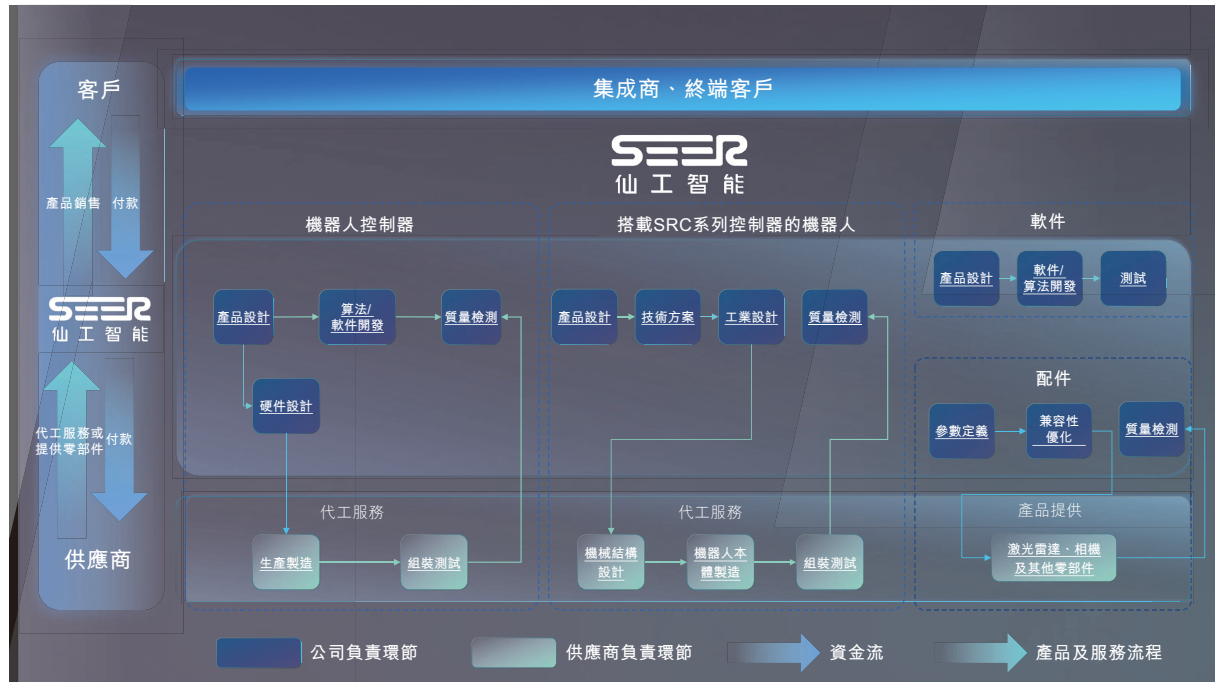 客戶
產品銷售
付款
SEER
仙工智能
代工服務或
提供零部件
付款
供應商
集成商、終端客戶
SEER
仙工智能
機器人控制器
產品設計
算法/
軟件開發
質量檢測
硬件設計
代工服務
生產製造
組裝測試
搭載SRC系列控制器的機器人
產品設計
技術方案
工業設計
質量檢測
代工服務
機械結構
設計
機器人本
體製造
組裝測試
軟件
產品設計
軟件/
算法開發
測試
配件
參數定義
兼容性
優化
質量檢測
產品提供
激光雷達、相機
及其他零部件
公司負責環節
供應商負責環節
資金流
產品及服務流程